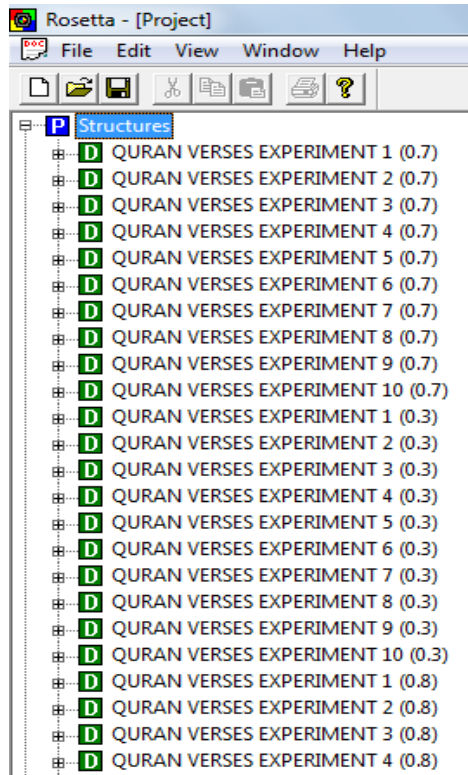 Rosetta - [Project]
DOC File Edit View Window Help
P Structures
D QURAN VERSES EXPERIMENT 1 (0.7)
D QURAN VERSES EXPERIMENT 2 (0.7)
D QURAN VERSES EXPERIMENT 3 (0.7)
D QURAN VERSES EXPERIMENT 4 (0.7)
D QURAN VERSES EXPERIMENT 5 (0.7)
D QURAN VERSES EXPERIMENT 6 (0.7)
D QURAN VERSES EXPERIMENT 7 (0.7)
D QURAN VERSES EXPERIMENT 8 (0.7)
D QURAN VERSES EXPERIMENT 9 (0.7)
D QURAN VERSES EXPERIMENT 10 (0.7)
D QURAN VERSES EXPERIMENT 1 (0.3)
D QURAN VERSES EXPERIMENT 2 (0.3)
D QURAN VERSES EXPERIMENT 3 (0.3)
D QURAN VERSES EXPERIMENT 4 (0.3)
D QURAN VERSES EXPERIMENT 5 (0.3)
D QURAN VERSES EXPERIMENT 6 (0.3)
D QURAN VERSES EXPERIMENT 7 (0.3)
D QURAN VERSES EXPERIMENT 8 (0.3)
D QURAN VERSES EXPERIMENT 9 (0.3)
D QURAN VERSES EXPERIMENT 10 (0.3)
D QURAN VERSES EXPERIMENT 1 (0.8)
D QURAN VERSES EXPERIMENT 2 (0.8)
D QURAN VERSES EXPERIMENT 3 (0.8)
D QURAN VERSES EXPERIMENT 4 (0.8)